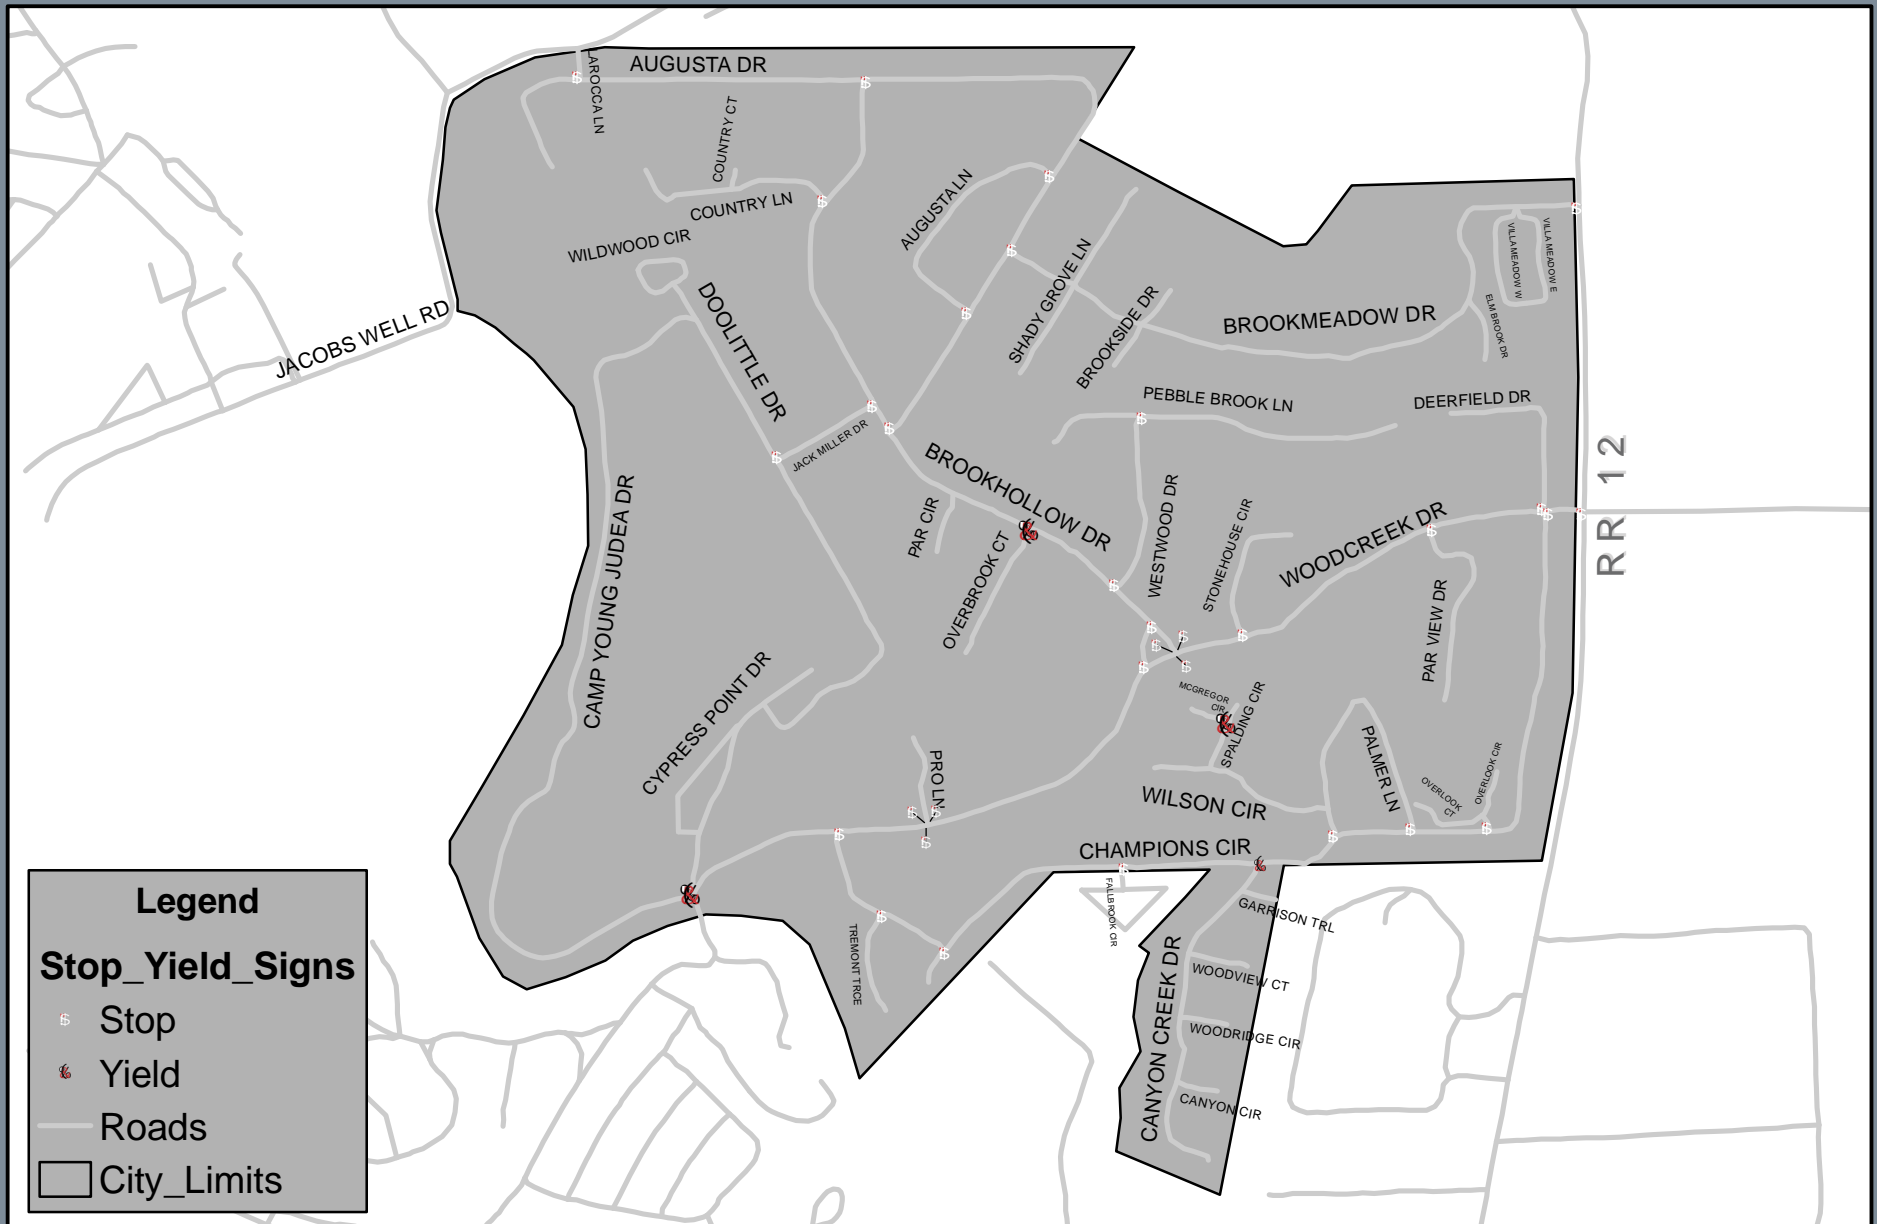 AUGUSTA DR
LAROCCA LN
COUNTRY CT
COUNTRY LN
WILDWOOD CIR
AUGUSTA LN
SHADY GROVE LN
BROOKSIDE DR
BROOKMEADOW DR
VILLA MEADOW W
VILLA MEADOW E
ELM BROOK DR
JACOBS WELL RD
DOOLITTLE DR
JACK MILLER DR
PEBBLE BROOK LN
DEERFIELD DR
BROOKHOLLOW DR
RR 12
CAMP YOUNG JUDEA DR
PAR CIR
OVERBROOK CT
WESTWOOD DR
STONEHOUSE CIR
WOODCREEK DR
PAR VIEW DR
CYPRESS POINT DR
MCGREGOR
CIR
SPALDING CIR
PRO LN
WILSON CIR
PALMER LN
OVERLOOK
CT
OVERLOOK CIR
CHAMPIONS CIR
FALLBROOK CIR
TREMONT TRCE
GARRISON TRL
CANYON CREEK DR
WOODVIEW CT
WOODRIDGE CIR
CANYON CIR
Legend
Stop_Yield_Signs
Stop
Yield
Roads
City_Limits